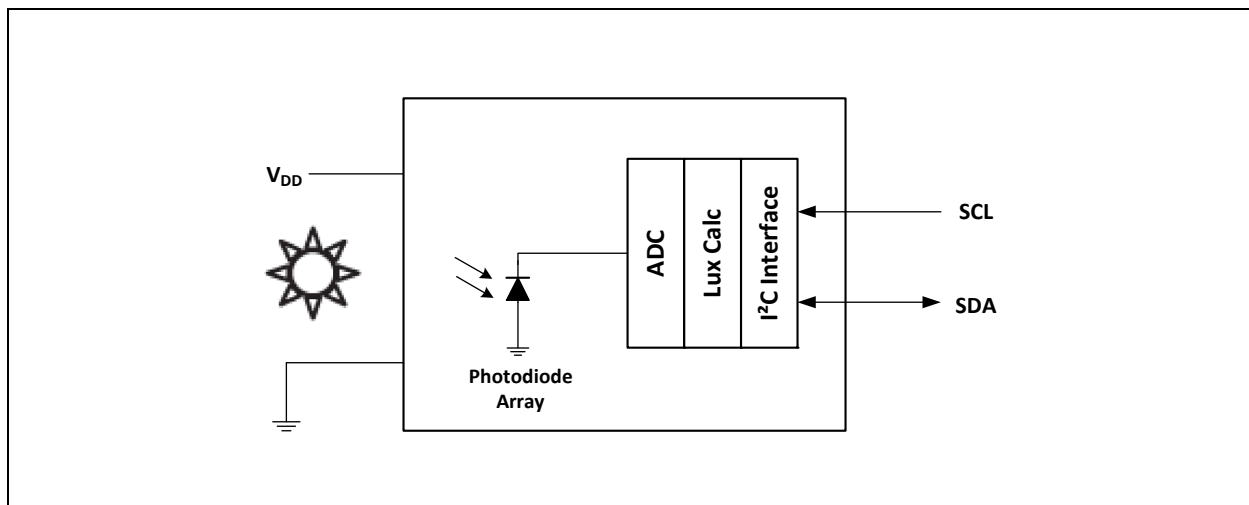 V_DD
ADC
Lux Calc
I²C Interface
SCL
SDA
Photodiode
Array